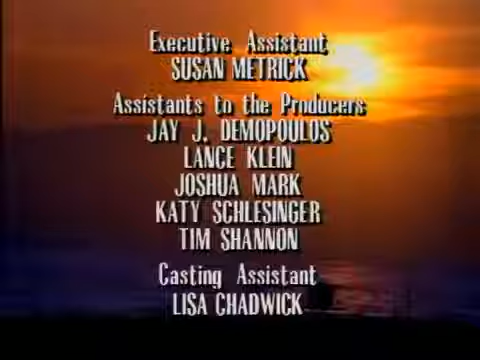 Executive Assistant
SUSAN METRICK
Assistants to the Producers
JAY J. DEMOPOULOS
LANCE KLEIN
JOSHUA MARK
KATY SCHLESINGER
TIM SHANNON
Casting Assistant
LISA CHADWICK